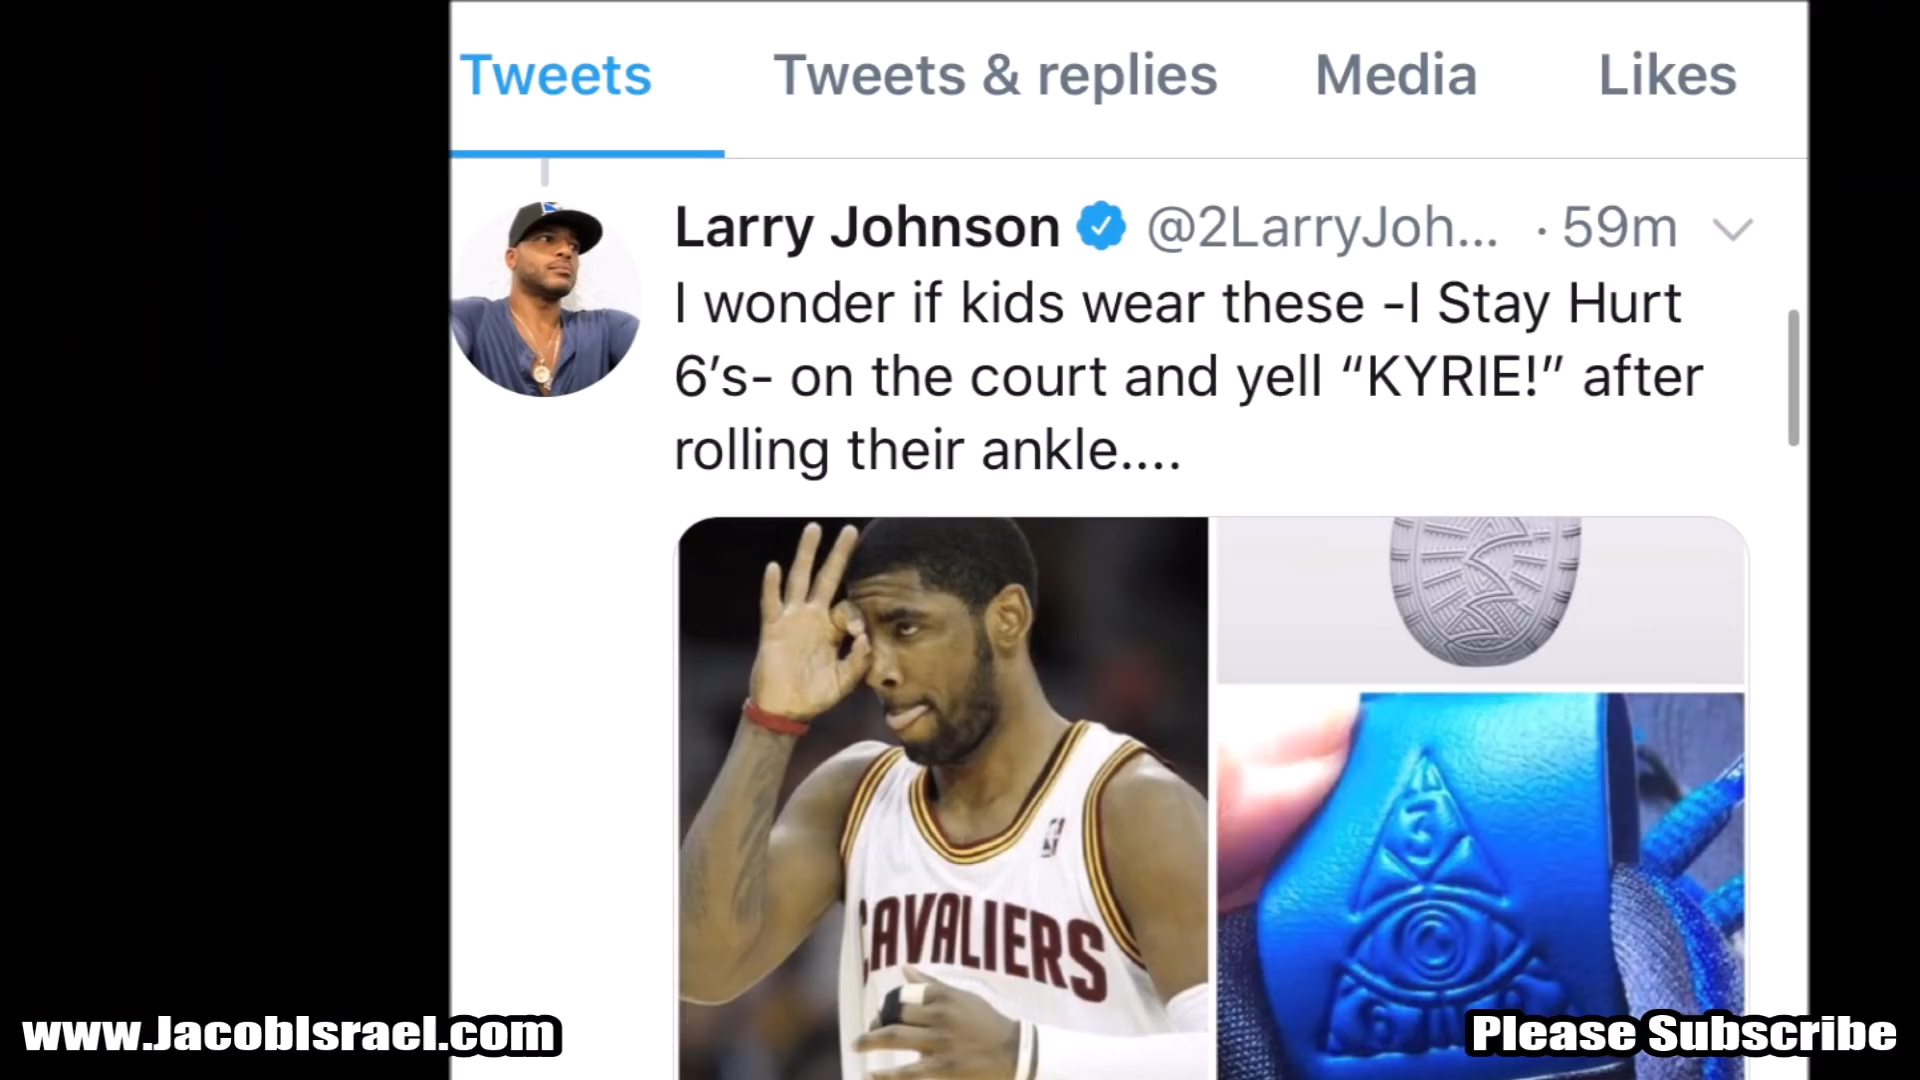 Tweets
Tweets & replies
Media
Likes
Larry Johnson @2LarryJoh... · 59m
I wonder if kids wear these -I Stay Hurt
6’s- on the court and yell “KYRIE!” after
rolling their ankle....
CAVALIERS
www.JacobIsrael.com
Please Subscribe